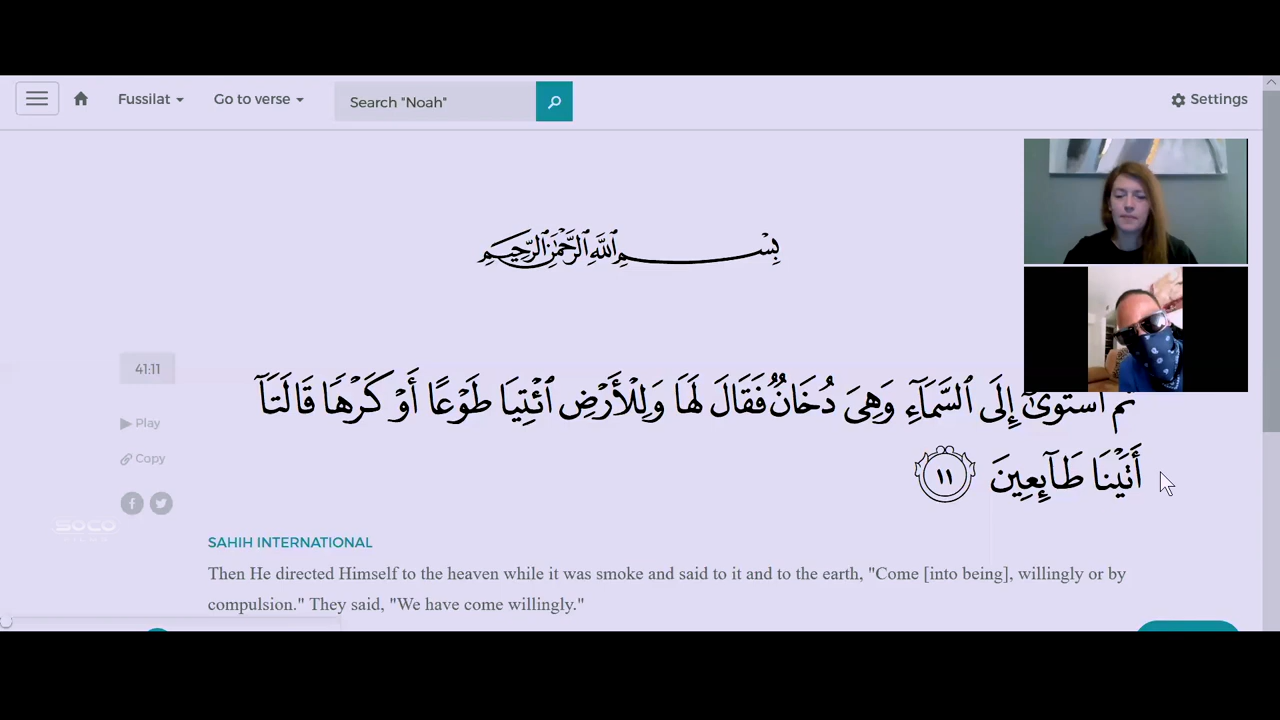 Fussilat
Go to verse
Search "Noah"
Settings
بِسْمِ ٱللَّهِ ٱلرَّحْمَٰنِ ٱلرَّحِيمِ
41:11
ثُمَّ ٱسْتَوَىٰٓ إِلَى ٱلسَّمَآءِ وَهِىَ دُخَانٌ فَقَالَ لَهَا وَلِلْأَرْضِ ٱئْتِيَا طَوْعًا أَوْ كَرْهًا قَالَتَآ
Play
أَتَيْنَا طَآئِعِينَ ١١
Copy
SOCO
FILMS
SAHIH INTERNATIONAL
Then He directed Himself to the heaven while it was smoke and said to it and to the earth, "Come [into being], willingly or by
compulsion." They said, "We have come willingly."